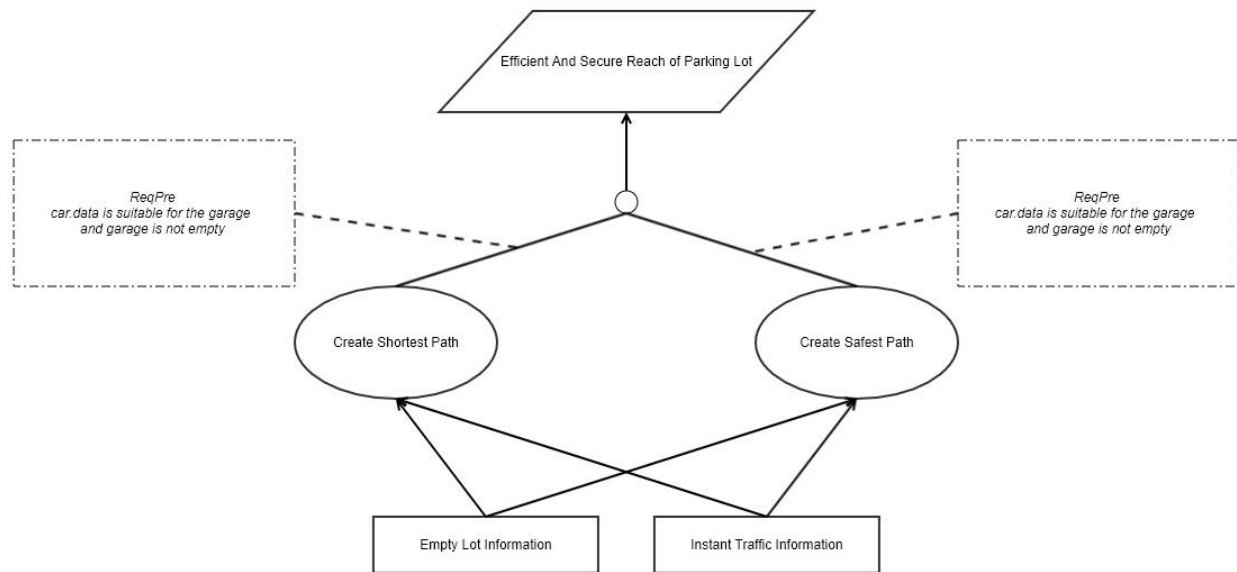 Efficient And Secure Reach of Parking Lot
ReqPre
car.data is suitable for the garage
and garage is not empty
ReqPre
car.data is suitable for the garage
and garage is not empty
Create Shortest Path
Create Safest Path
Empty Lot Information
Instant Traffic Information